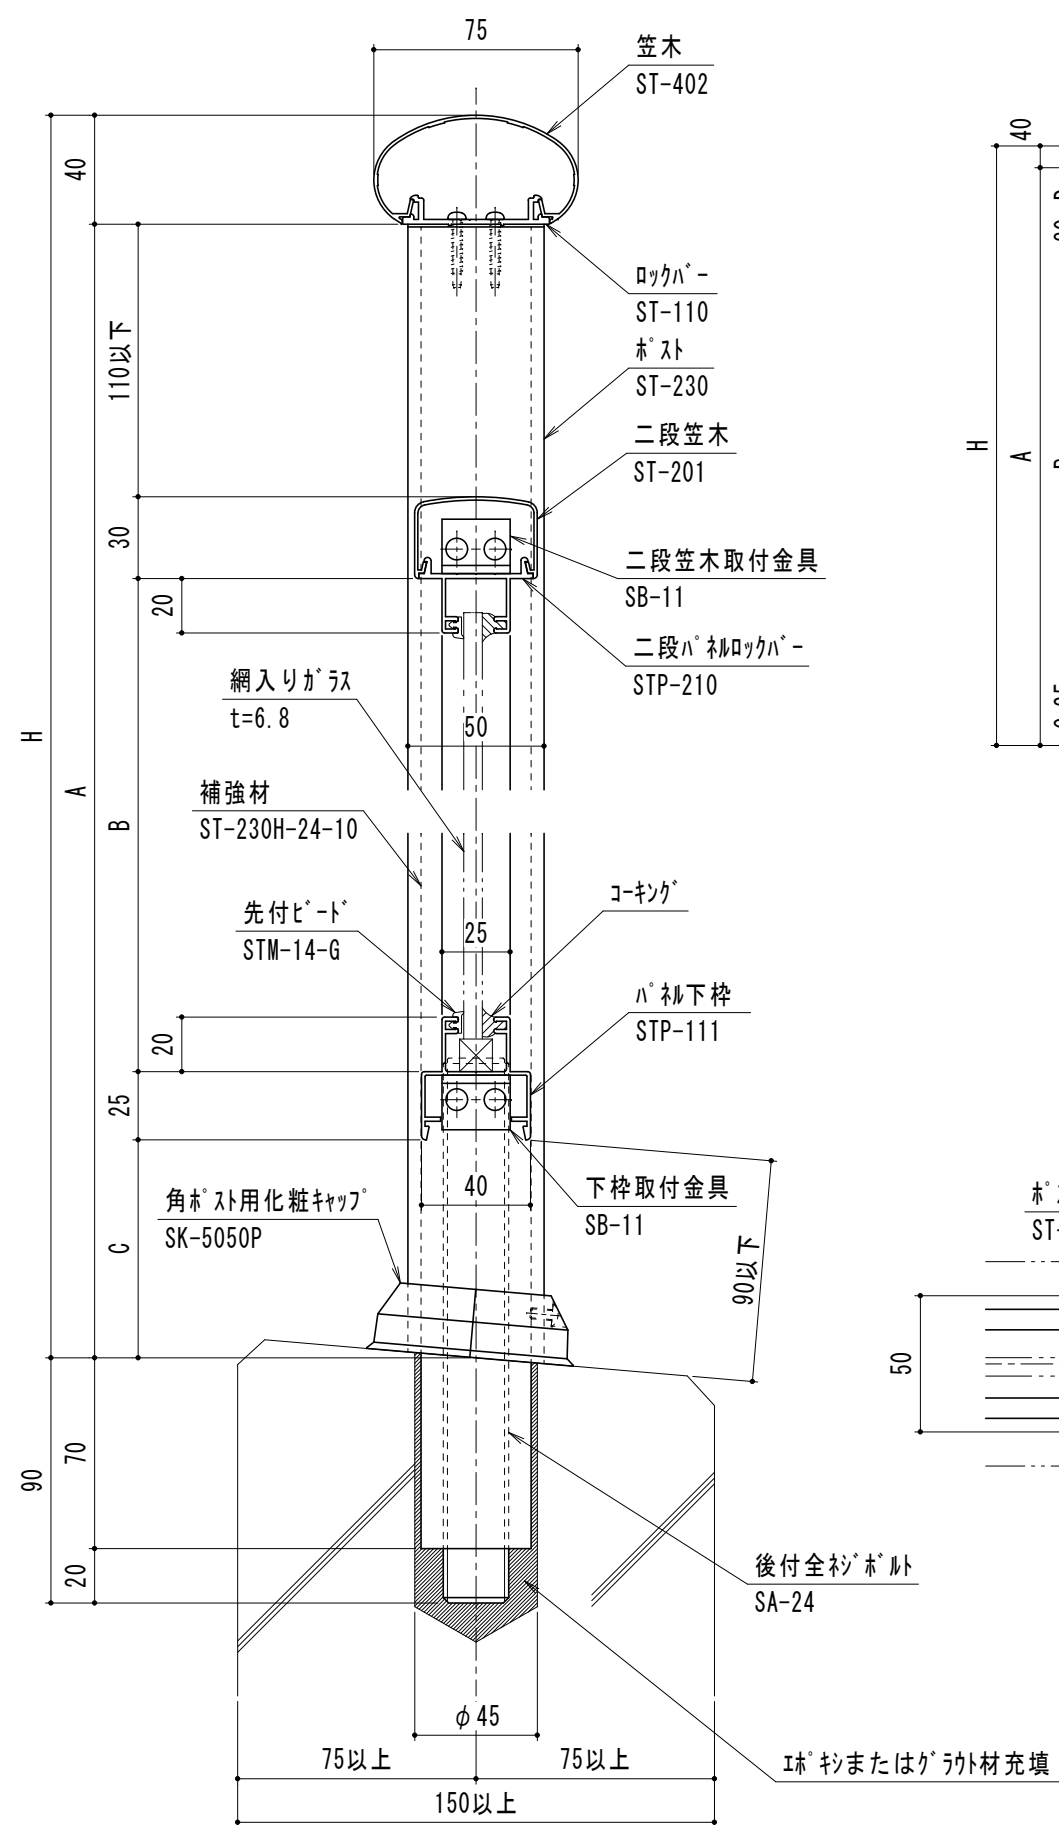 75
笠木
ST-402
40
40
ロックバー
ST-110
110以下
ポスト
ST-230
H
A
二段笠木
ST-201
30
二段笠木取付金具
SB-11
20
二段パネルロックバー
STP-210
網入りガラス
t=6.8
50
H
A
補強材
ST-230H-24-10
B
コーキング
先付ビード
STM-14-G
25
パネル下枠
STP-111
20
25
40
下枠取付金具
SB-11
角ポスト用化粧キャップ
SK-5050P
C
90以下
50
70
90
20
後付全ネジボルト
SA-24
φ45
75以上
75以上
エポキシまたはグラウト材充填
150以上